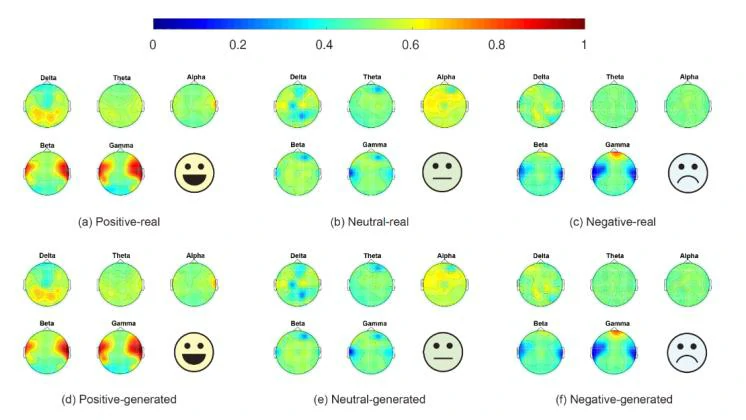 0 0.2 0.4 0.6 0.8 1
Delta Theta Alpha Delta Theta Alpha Delta Theta Alpha
Beta Gamma Beta Gamma Beta Gamma
(a) Positive-real (b) Neutral-real (c) Negative-real
Delta Theta Alpha Delta Theta Alpha Delta Theta Alpha
Beta Gamma Beta Gamma Beta Gamma
(d) Positive-generated (e) Neutral-generated (f) Negative-generated